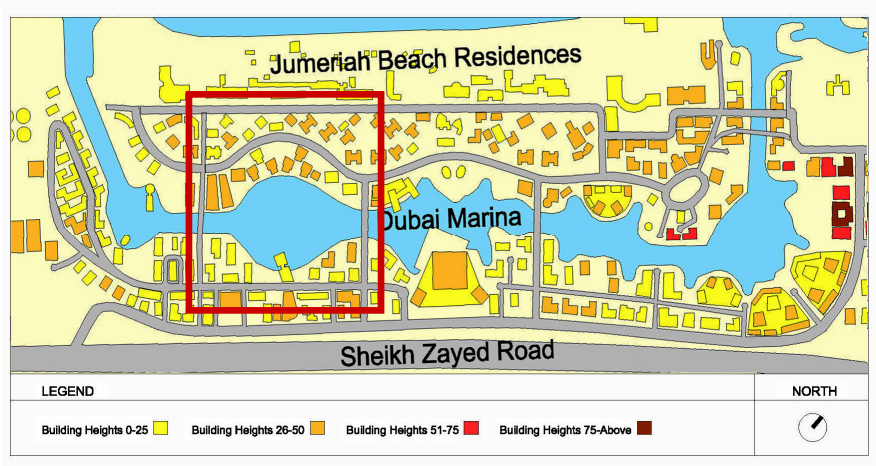 Jumeriah Beach Residences
Dubai Marina
Sheikh Zayed Road
LEGEND
NORTH
Building Heights 0-25
Building Heights 26-50
Building Heights 51-75
Building Heights 75-Above